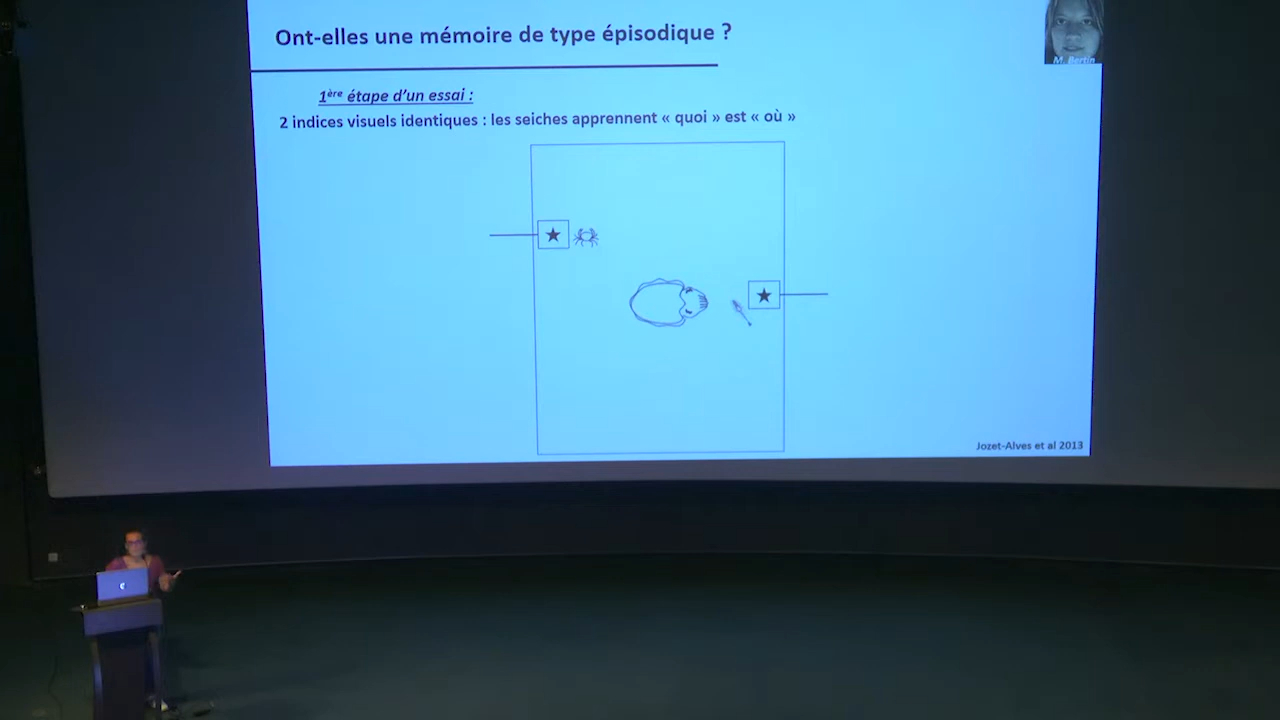 Ont-elles une mémoire de type épisodique ?
M. Bertin
1ère étape d'un essai :
2 indices visuels identiques : les seiches apprennent « quoi » est « où »
Jozet-Alves et al 2013